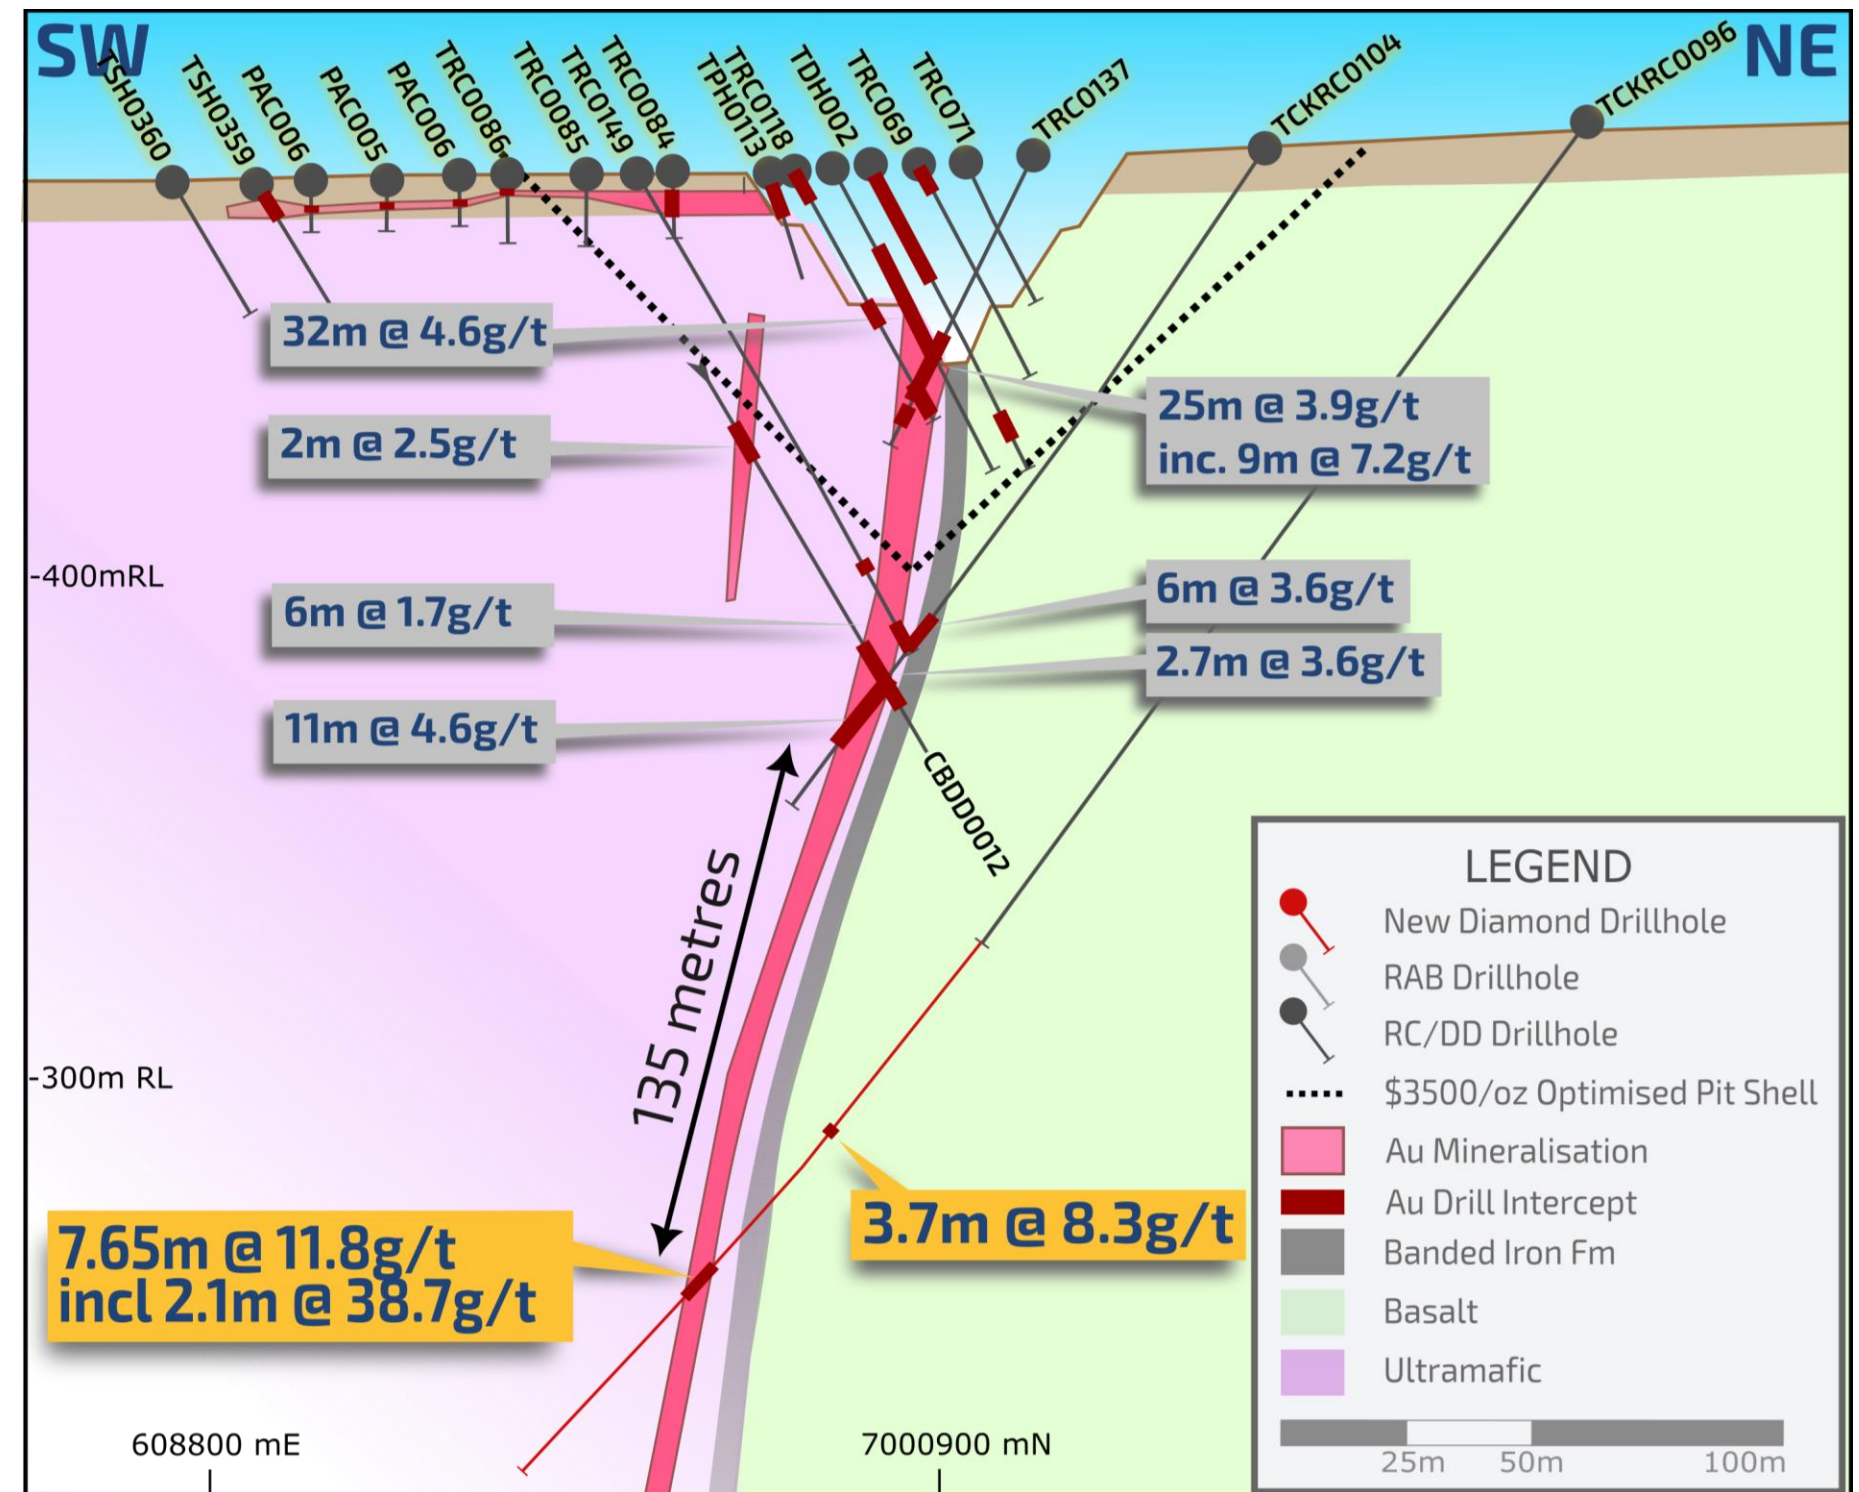 SW
NE
TSH0360
TSH0359
PAC006
PAC005
PAC006
TRC0086
TRC0085
TRC0149
TRC0084
TPH0113
TRC0118
TDH002
TRC069
TRC071
TRC0137
TCKRC0104
TCKRC0096
32m @ 4.6g/t
25m @ 3.9g/t
inc. 9m @ 7.2g/t
2m @ 2.5g/t
-400mRL
6m @ 1.7g/t
6m @ 3.6g/t
2.7m @ 3.6g/t
11m @ 4.6g/t
CBDD0012
135 metres
-300m RL
3.7m @ 8.3g/t
7.65m @ 11.8g/t
incl 2.1m @ 38.7g/t
608800 mE
7000900 mN
LEGEND
New Diamond Drillhole
RAB Drillhole
RC/DD Drillhole
$3500/oz Optimised Pit Shell
Au Mineralisation
Au Drill Intercept
Banded Iron Fm
Basalt
Ultramafic
25m 50m 100m